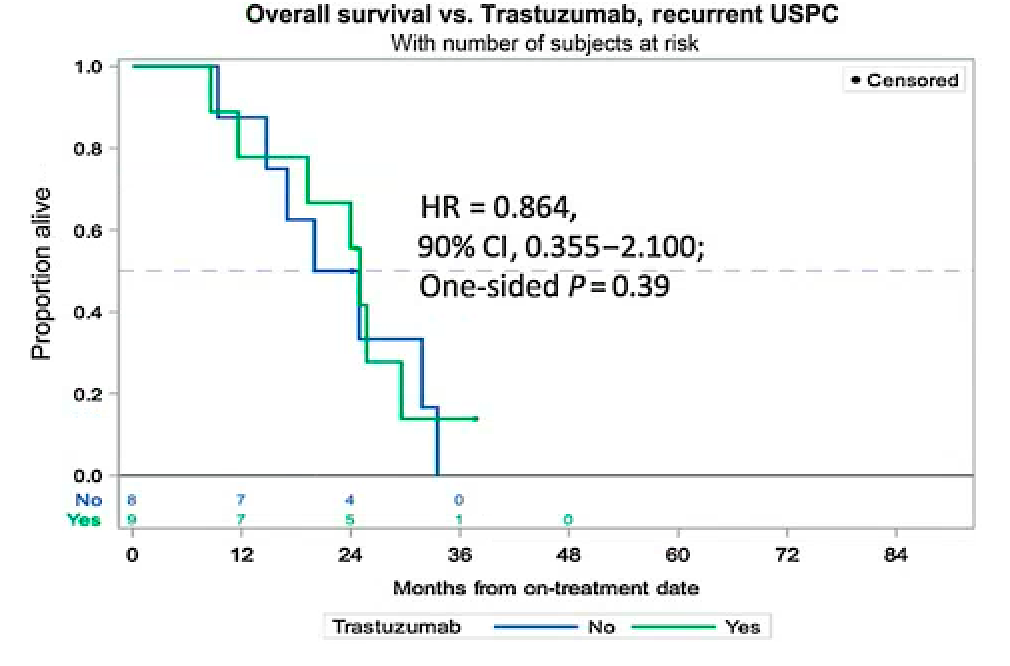 Overall survival vs. Trastuzumab, recurrent USPC
With number of subjects at risk
1.0
Censored
0.8
HR = 0.864,
0.6
90% CI, 0.355–2.100;
One-sided P = 0.39
0.4
0.2
0.0
Proportion alive
No 8 7 4 0
Yes 9 7 5 1 0
0 12 24 36 48 60 72 84
Months from on-treatment date
Trastuzumab No Yes